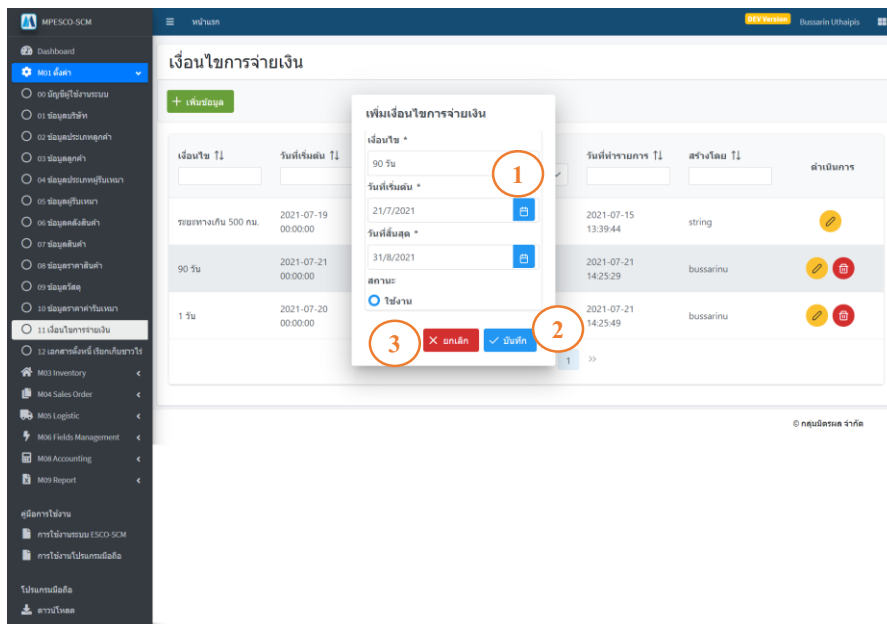 MPESCO-SCM
หน้าแรก
DEV Version
Bussarin Uthaipis
Dashboard
M01 ตั้งค่า
00 บัญชีผู้ใช้งานระบบ
01 ข้อมูลบริษัท
02 ข้อมูลประเภทลูกค้า
03 ข้อมูลลูกค้า
04 ข้อมูลประเภทผู้รับเหมา
05 ข้อมูลผู้รับเหมา
06 ข้อมูลคลังสินค้า
07 ข้อมูลสินค้า
08 ข้อมูลราคาสินค้า
09 ข้อมูลวัสดุ
10 ข้อมูลราคาค่ารับเหมา
11 เงื่อนไขการจ่ายเงิน
12 เอกสารตั้งหนี้ เรียกเก็บชาวไร่
M03 Inventory
M04 Sales Order
M05 Logistic
M06 Fields Management
M08 Accounting
M09 Report
คู่มือการใช้งาน
การใช้งานระบบ ESCO-SCM
การใช้งานโปรแกรมมือถือ
โปรแกรมมือถือ
ดาวน์โหลด
เงื่อนไขการจ่ายเงิน
+ เพิ่มข้อมูล
เงื่อนไข
วันที่เริ่มต้น
วันที่ทำรายการ
สร้างโดย
ดำเนินการ
ระยะทางเกิน 500 กม.
2021-07-19 00:00:00
2021-07-15 13:39:44
string
90 วัน
2021-07-21 00:00:00
2021-07-21 14:25:29
bussarinu
1 วัน
2021-07-20 00:00:00
2021-07-21 14:25:49
bussarinu
1 »
เพิ่มเงื่อนไขการจ่ายเงิน
เงื่อนไข *
90 วัน
1
วันที่เริ่มต้น *
21/7/2021
วันที่สิ้นสุด *
31/8/2021
สถานะ
ใช้งาน
3
ยกเลิก
บันทึก
2
© กลุ่มมิตรผล จำกัด